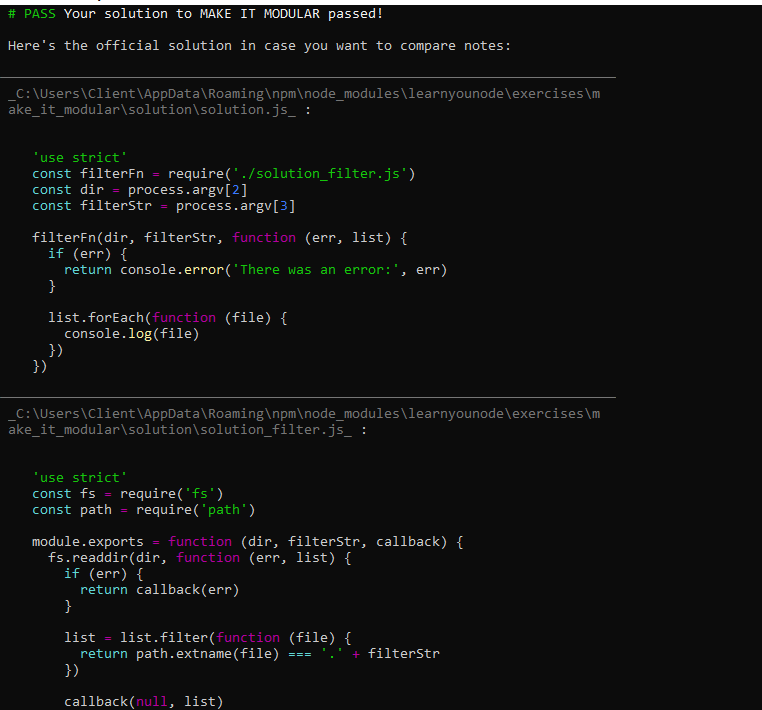 # PASS Your solution to MAKE IT MODULAR passed!
Here's the official solution in case you want to compare notes:
_C:\Users\Client\AppData\Roaming\npm\node_modules\learnyounode\exercises\m
ake_it_modular\solution\solution.js_ :
'use strict'
const filterFn = require('./solution_filter.js')
const dir = process.argv[2]
const filterStr = process.argv[3]
filterFn(dir, filterStr, function (err, list) {
if (err) {
return console.error('There was an error:', err)
}
list.forEach(function (file) {
console.log(file)
})
})
_C:\Users\Client\AppData\Roaming\npm\node_modules\learnyounode\exercises\m
ake_it_modular\solution\solution_filter.js_ :
'use strict'
const fs = require('fs')
const path = require('path')
module.exports = function (dir, filterStr, callback) {
fs.readdir(dir, function (err, list) {
if (err) {
return callback(err)
}
list = list.filter(function (file) {
return path.extname(file) === '.' + filterStr
})
callback(null, list)